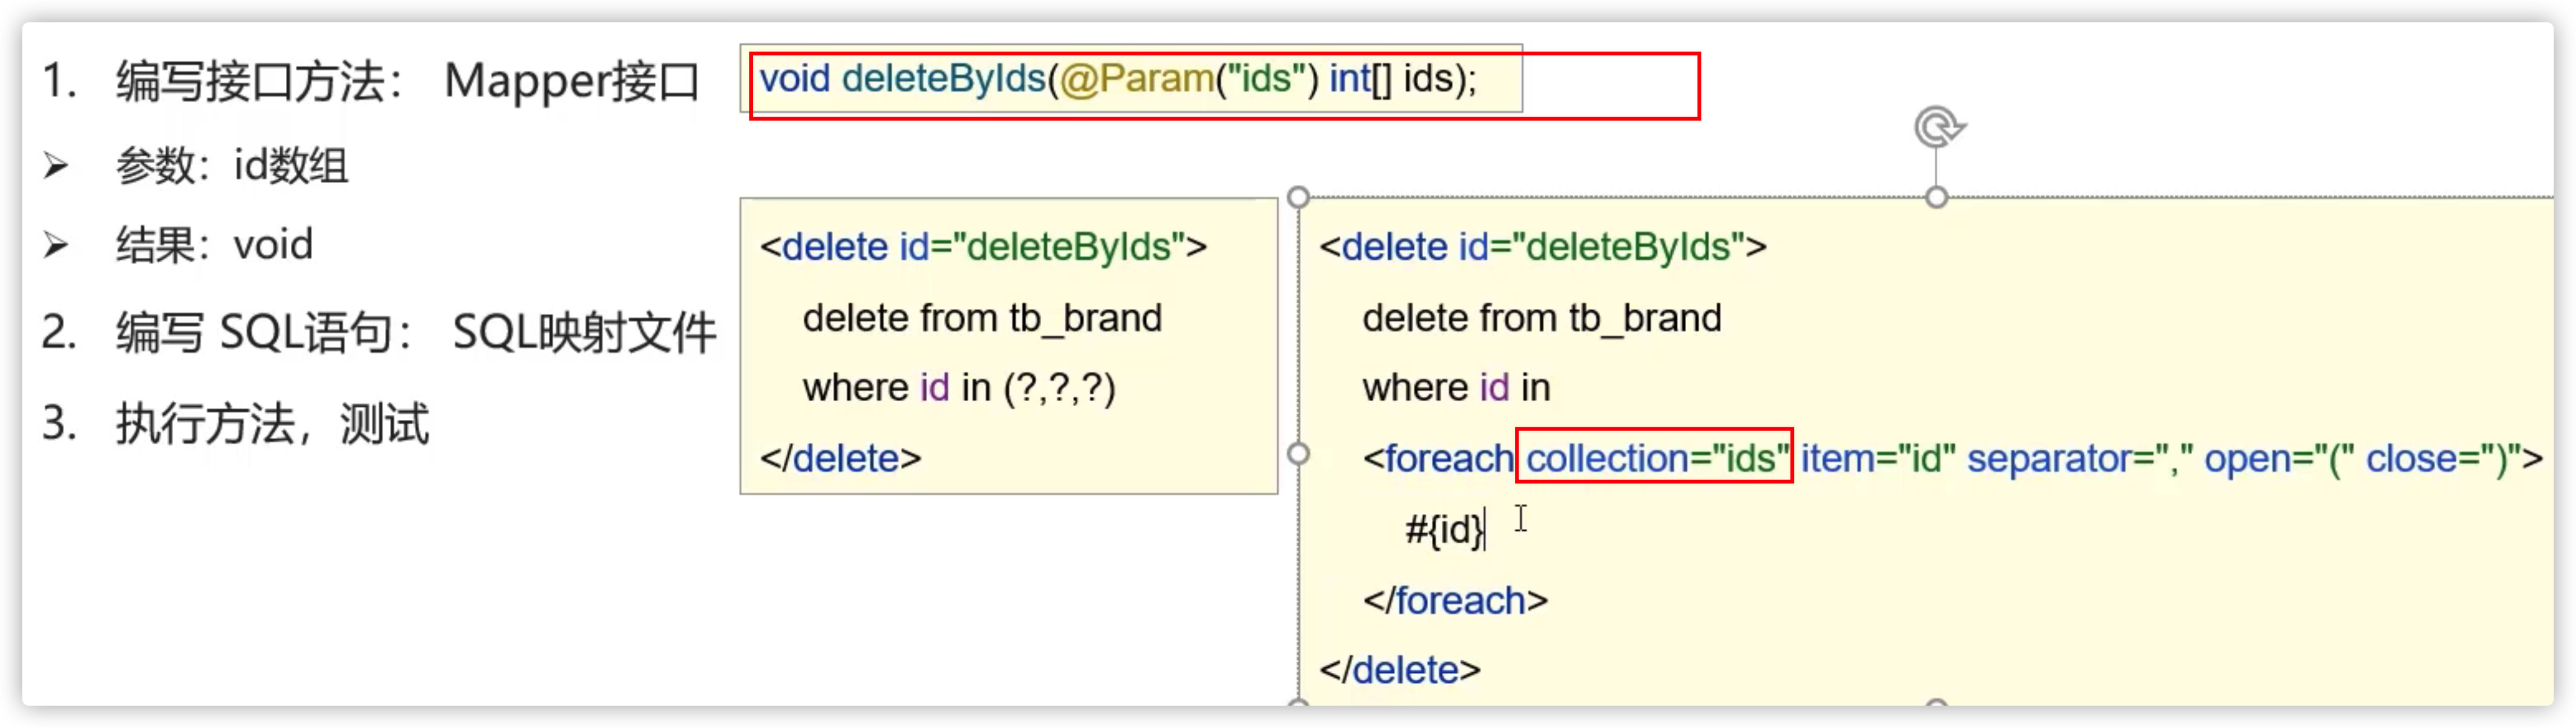 1. 编写接口方法： Mapper接口
➢ 参数：id数组
➢ 结果：void
2. 编写 SQL语句： SQL映射文件
3. 执行方法，测试
void deleteByIds(@Param("ids") int[] ids);
<delete id="deleteByIds">
delete from tb_brand
where id in (?,?,?)
</delete>
<delete id="deleteByIds">
delete from tb_brand
where id in
<foreach collection="ids" item="id" separator="," open="(" close=")">
#{id}
</foreach>
</delete>